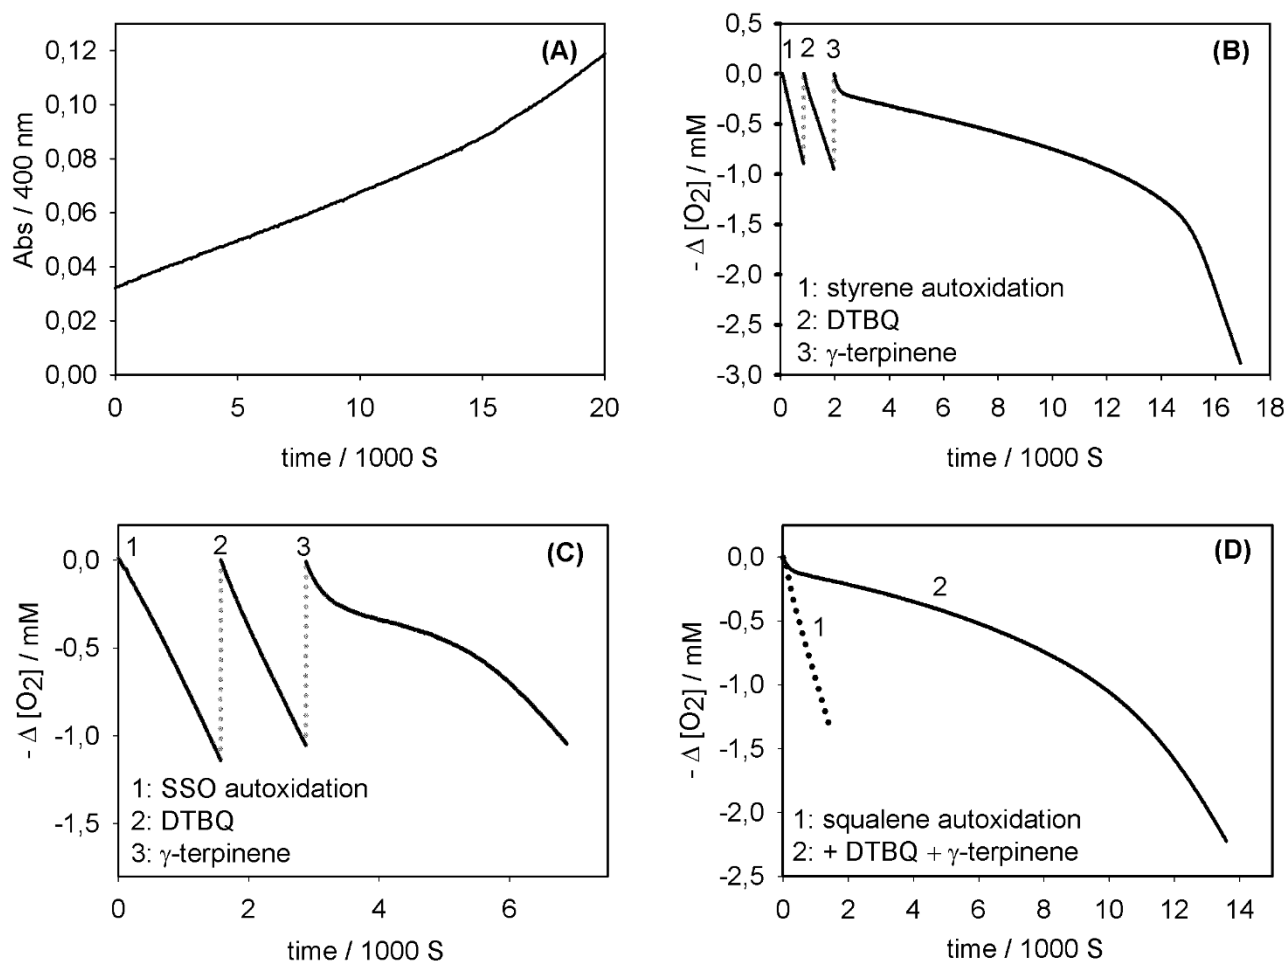 (A)
Abs / 400 nm
0,12
0,10
0,08
0,06
0,04
0,02
0,00
0 5 10 15 20
time / 1000 S
(B)
- Δ [O2] / mM
0,5
0,0
-0,5
-1,0
-1,5
-2,0
-2,5
-3,0
1 2 3
1: styrene autoxidation
2: DTBQ
3: γ-terpinene
0 2 4 6 8 10 12 14 16 18
time / 1000 S
(C)
- Δ [O2] / mM
0,0
-0,5
-1,0
-1,5
1 2 3
1: SSO autoxidation
2: DTBQ
3: γ-terpinene
0 2 4 6
time / 1000 S
(D)
- Δ [O2] / mM
0,0
-0,5
-1,0
-1,5
-2,0
-2,5
2
1
1: squalene autoxidation
2: + DTBQ + γ-terpinene
0 2 4 6 8 10 12 14
time / 1000 S